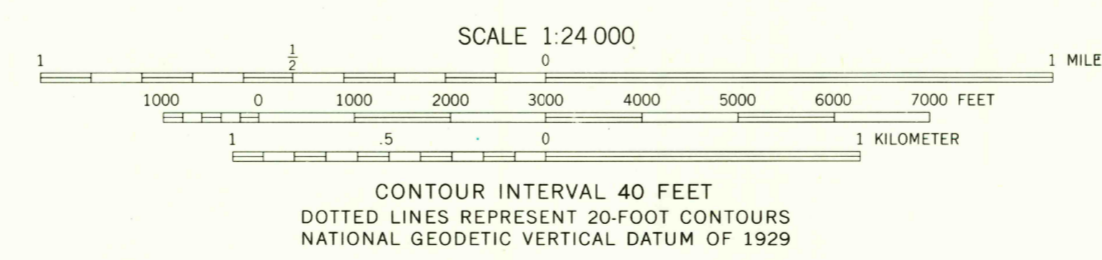 SCALE 1:24 000
1 1/2 0 1 MILE
1000 0 1000 2000 3000 4000 5000 6000 7000 FEET
1 .5 0 1 KILOMETER
CONTOUR INTERVAL 40 FEET
DOTTED LINES REPRESENT 20-FOOT CONTOURS
NATIONAL GEODETIC VERTICAL DATUM OF 1929